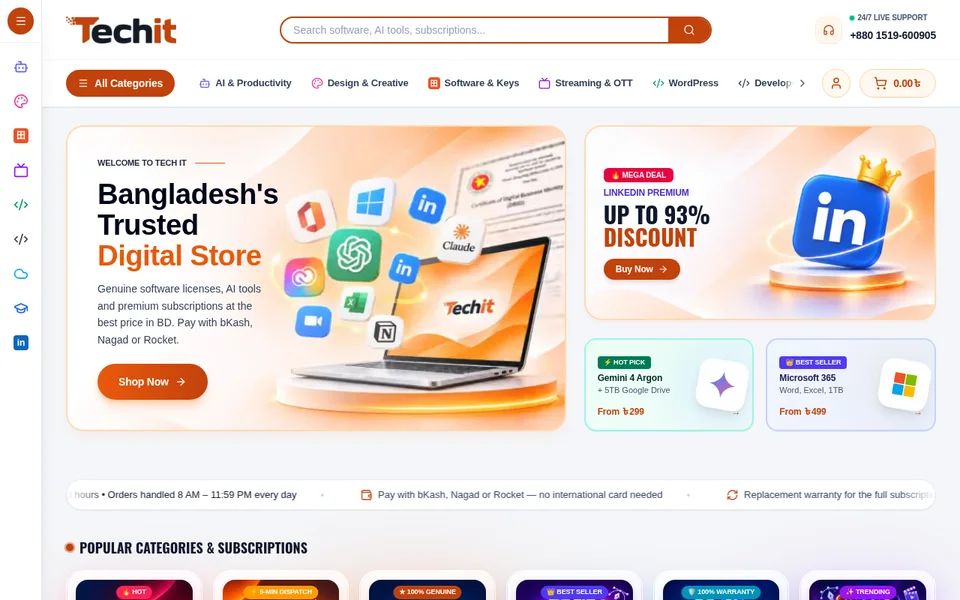 Techit
Search software, AI tools, subscriptions...
24/7 LIVE SUPPORT
+880 1519-600905
All Categories
AI & Productivity
Design & Creative
Software & Keys
Streaming & OTT
WordPress
Develop
0.00৳
WELCOME TO TECH IT
Bangladesh's
Trusted
Digital Store
Genuine software licenses, AI tools
and premium subscriptions at the
best price in BD. Pay with bKash,
Nagad or Rocket.
Shop Now
in
Claude
in
Techit
N
X
MEGA DEAL
LINKEDIN PREMIUM
UP TO 93%
DISCOUNT
Buy Now
in
HOT PICK
Gemini 4 Argon
+ 5TB Google Drive
From ৳299
BEST SELLER
Microsoft 365
Word, Excel, 1TB
From ৳499
in
hours • Orders handled 8 AM – 11:59 PM every day
Pay with bKash, Nagad or Rocket — no international card needed
Replacement warranty for the full subscripti
POPULAR CATEGORIES & SUBSCRIPTIONS
HOT
5-MIN DISPATCH
100% GENUINE
BEST SELLER
100% WARRANTY
TRENDING